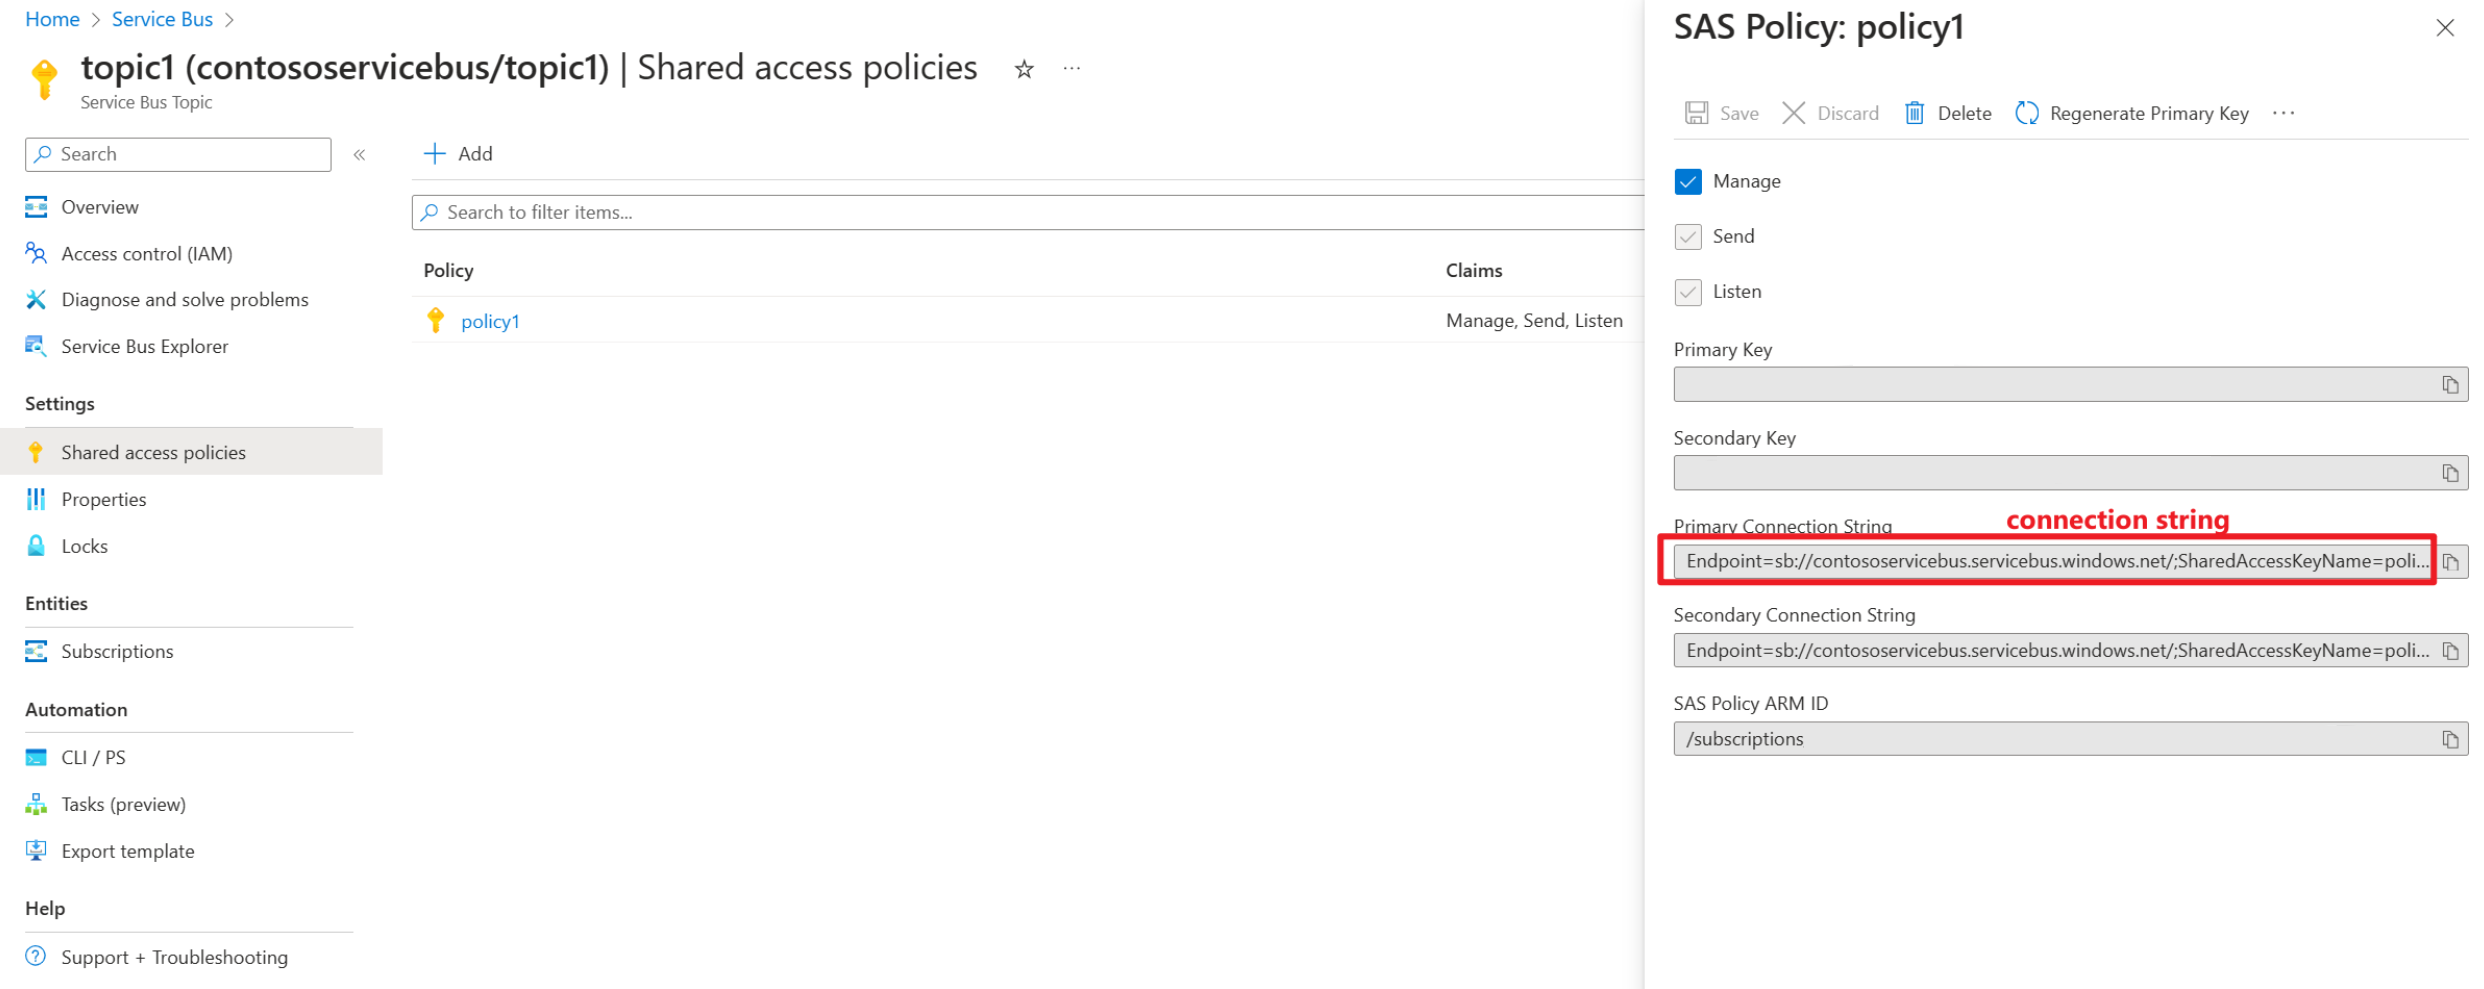 Home > Service Bus >
topic1 (contososervicebus/topic1) | Shared access policies
Service Bus Topic
Search
Overview
Access control (IAM)
Diagnose and solve problems
Service Bus Explorer
Settings
Shared access policies
Properties
Locks
Entities
Subscriptions
Automation
CLI / PS
Tasks (preview)
Export template
Help
Support + Troubleshooting
Add
Search to filter items...
Policy Claims
policy1 Manage, Send, Listen
SAS Policy: policy1
Save Discard Delete Regenerate Primary Key ...
Manage
Send
Listen
Primary Key
Secondary Key
Primary Connection String
connection string
Endpoint=sb://contososervicebus.servicebus.windows.net/;SharedAccessKeyName=poli...
Secondary Connection String
Endpoint=sb://contososervicebus.servicebus.windows.net/;SharedAccessKeyName=poli...
SAS Policy ARM ID
/subscriptions